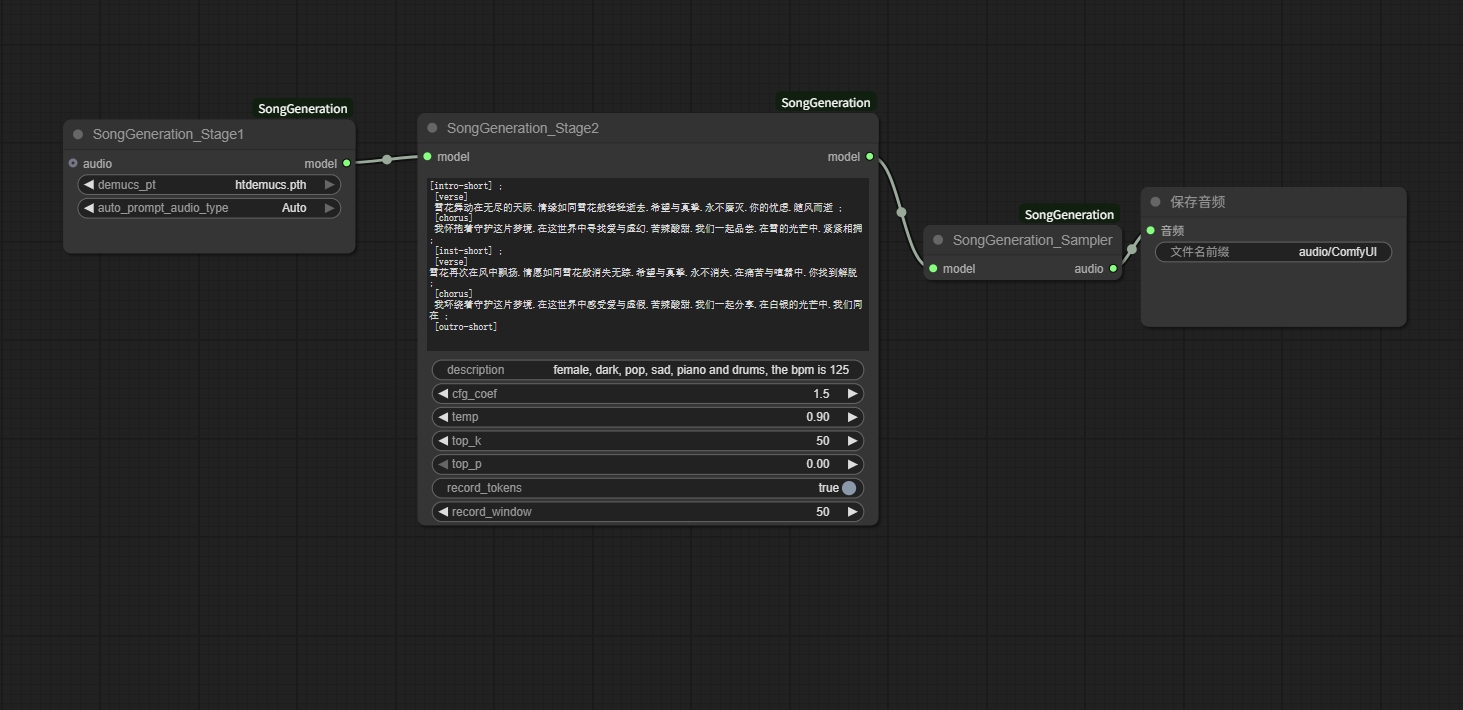 SongGeneration
SongGeneration_Stage1
audio
model
demucs_pt
htdemucs.pth
auto_prompt_audio_type
Auto
SongGeneration
SongGeneration_Stage2
model
model
[intro-short] ;
[verse]
雪花舞动在无尽的天际.情缘如同雪花般轻轻逝去.希望与真挚.永不磨灭.你的忧虑.随风而逝 ;
[chorus]
我怀抱着守护这片梦境.在这世界中寻找爱与虚幻.苦辣酸甜.我们一起品尝.在雪的光芒中.紧紧相拥
;
[inst-short] ;
[verse]
雪花再次在风中飘扬.情愿如同雪花般消失无踪.希望与真挚.永不消失.在痛苦与喧嚣中.你找到解脱
;
[chorus]
我环绕着守护这片梦境.在这世界中感受爱与虚假.苦辣酸甜.我们一起分享.在白银的光芒中.我们同
在 ;
[outro-short]
description
female, dark, pop, sad, piano and drums, the bpm is 125
cfg_coef
1.5
temp
0.90
top_k
50
top_p
0.00
record_tokens
true
record_window
50
SongGeneration
SongGeneration_Sampler
model
audio
保存音频
音频
文件名前缀
audio/ComfyUI